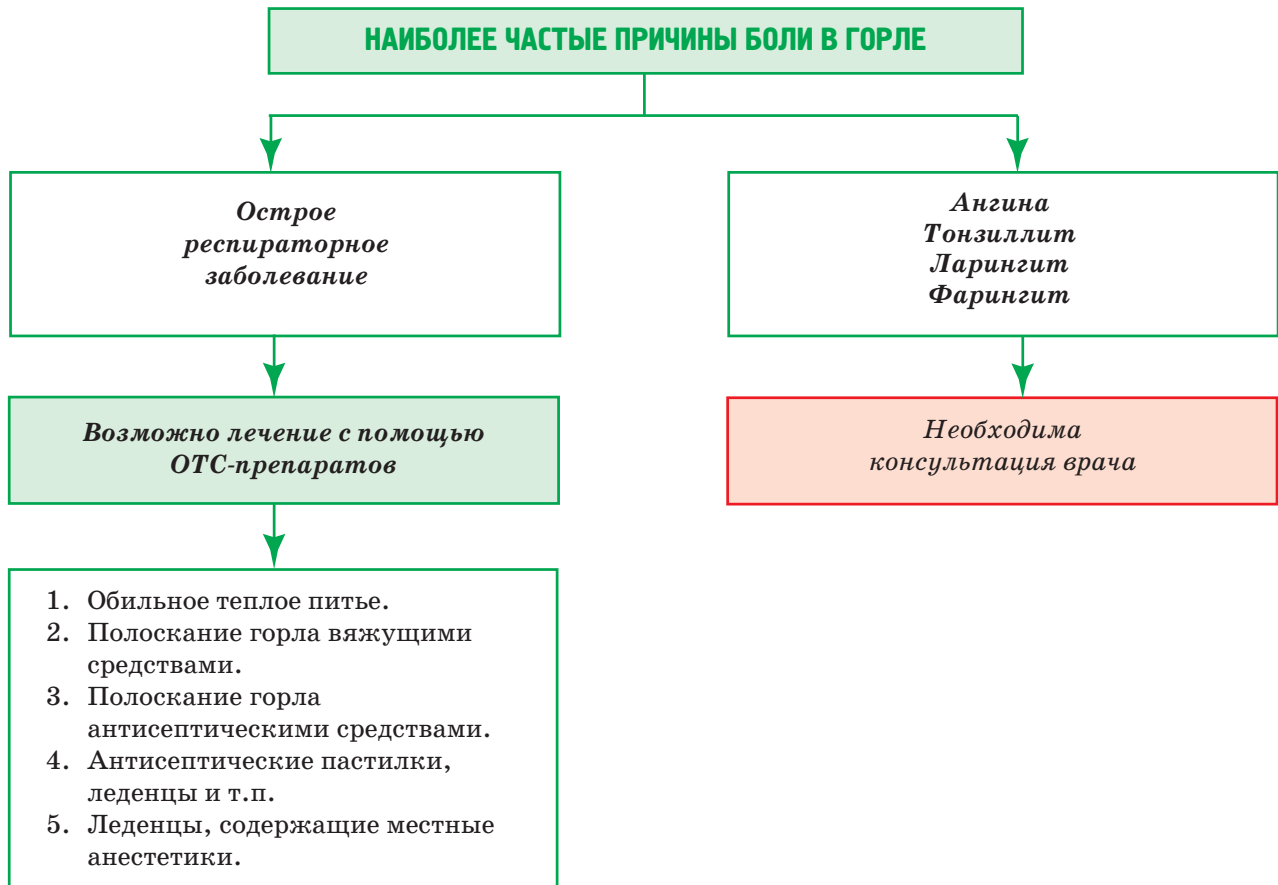 НАИБОЛЕЕ ЧАСТЫЕ ПРИЧИНЫ БОЛИ В ГОРЛЕ
Острое
респираторное
заболевание
Ангина
Тонзиллит
Ларингит
Фарингит
Возможно лечение с помощью
ОТС-препаратов
Необходима
консультация врача
1. Обильное теплое питье.
2. Полоскание горла вяжущими
средствами.
3. Полоскание горла
антисептическими средствами.
4. Антисептические пастилки,
леденцы и т.п.
5. Леденцы, содержащие местные
анестетики.